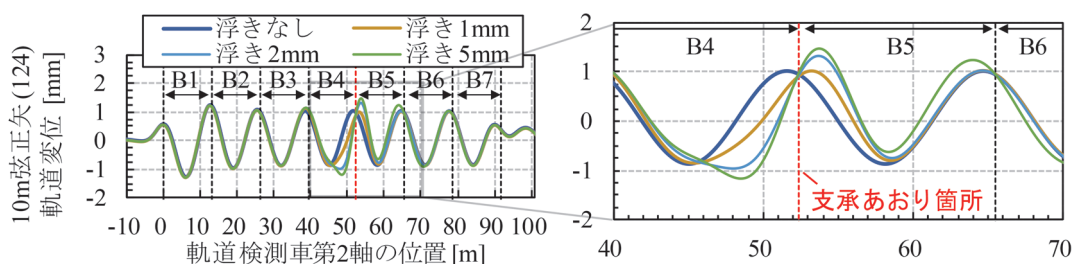 浮きなし
浮き1mm
浮き2mm
浮き5mm
10m弦正矢(124)
軌道変位 [mm]
3
2
1
0
-1
-2
B1 B2 B3 B4 B5 B6 B7
-10 0 10 20 30 40 50 60 70 80 90 100
軌道検測車第2軸の位置 [m]
2
1
0
-1
-2
B4 B5 B6
支承あおり箇所
40 50 60 70